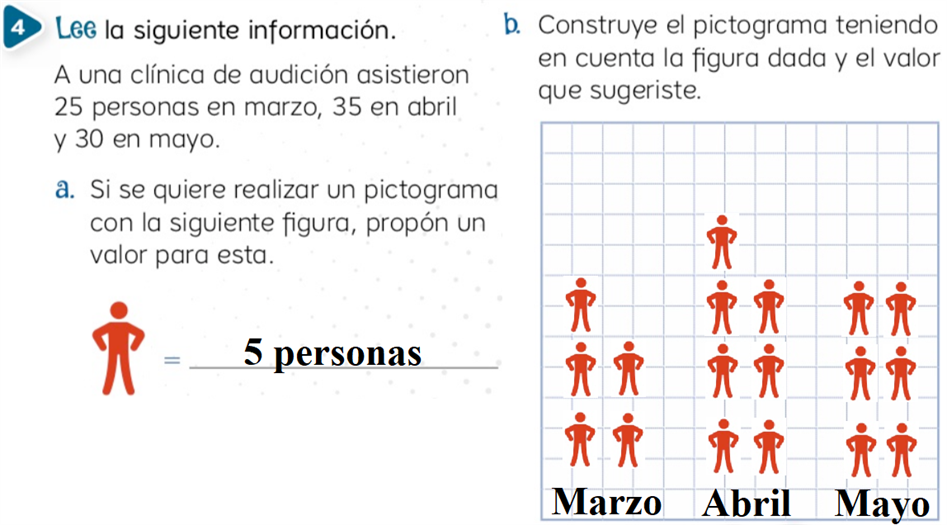 4 Lee la siguiente información.
A una clínica de audición asistieron
25 personas en marzo, 35 en abril
y 30 en mayo.
a. Si se quiere realizar un pictograma
con la siguiente figura, propón un
valor para esta.
= 5 personas
b. Construye el pictograma teniendo
en cuenta la figura dada y el valor
que sugeriste.
Marzo Abril Mayo